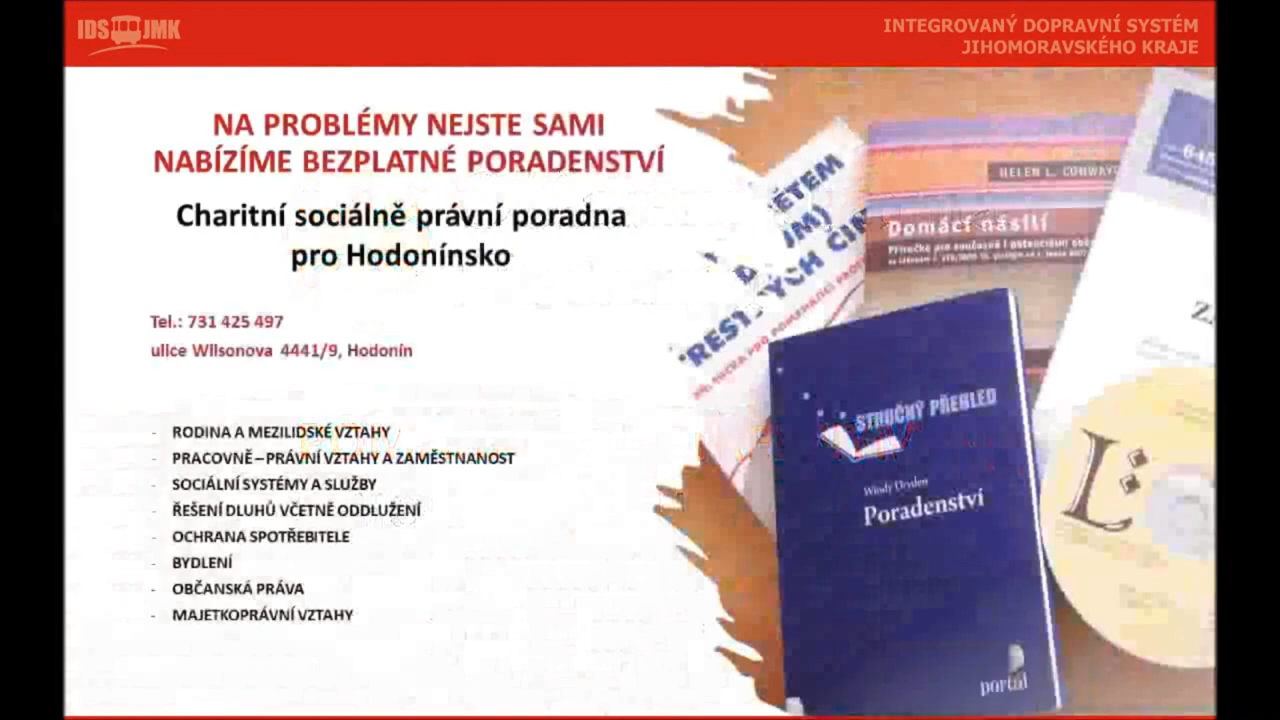 IDS JMK
INTEGROVANÝ DOPRAVNÍ SYSTÉM
JIHOMORAVSKÉHO KRAJE
NA PROBLÉMY NEJSTE SAMI
NABÍZÍME BEZPLATNÉ PORADENSTVÍ
Charitní sociálně právní poradna
pro Hodonínsko
Tel.: 731 425 497
ulice Wilsonova 4441/9, Hodonín
- RODINA A MEZILIDSKÉ VZTAHY
- PRACOVNĚ – PRÁVNÍ VZTAHY A ZAMĚSTNANOST
- SOCIÁLNÍ SYSTÉMY A SLUŽBY
- ŘEŠENÍ DLUHŮ VČETNĚ ODDLUŽENÍ
- OCHRANA SPOTŘEBITELE
- BYDLENÍ
- OBČANSKÁ PRÁVA
- MAJETKOPRÁVNÍ VZTAHY
HELEN L. CONWAY
Domácí násilí
STRUČNÝ PŘEHLED
Windy Dryden
Poradenství
portál